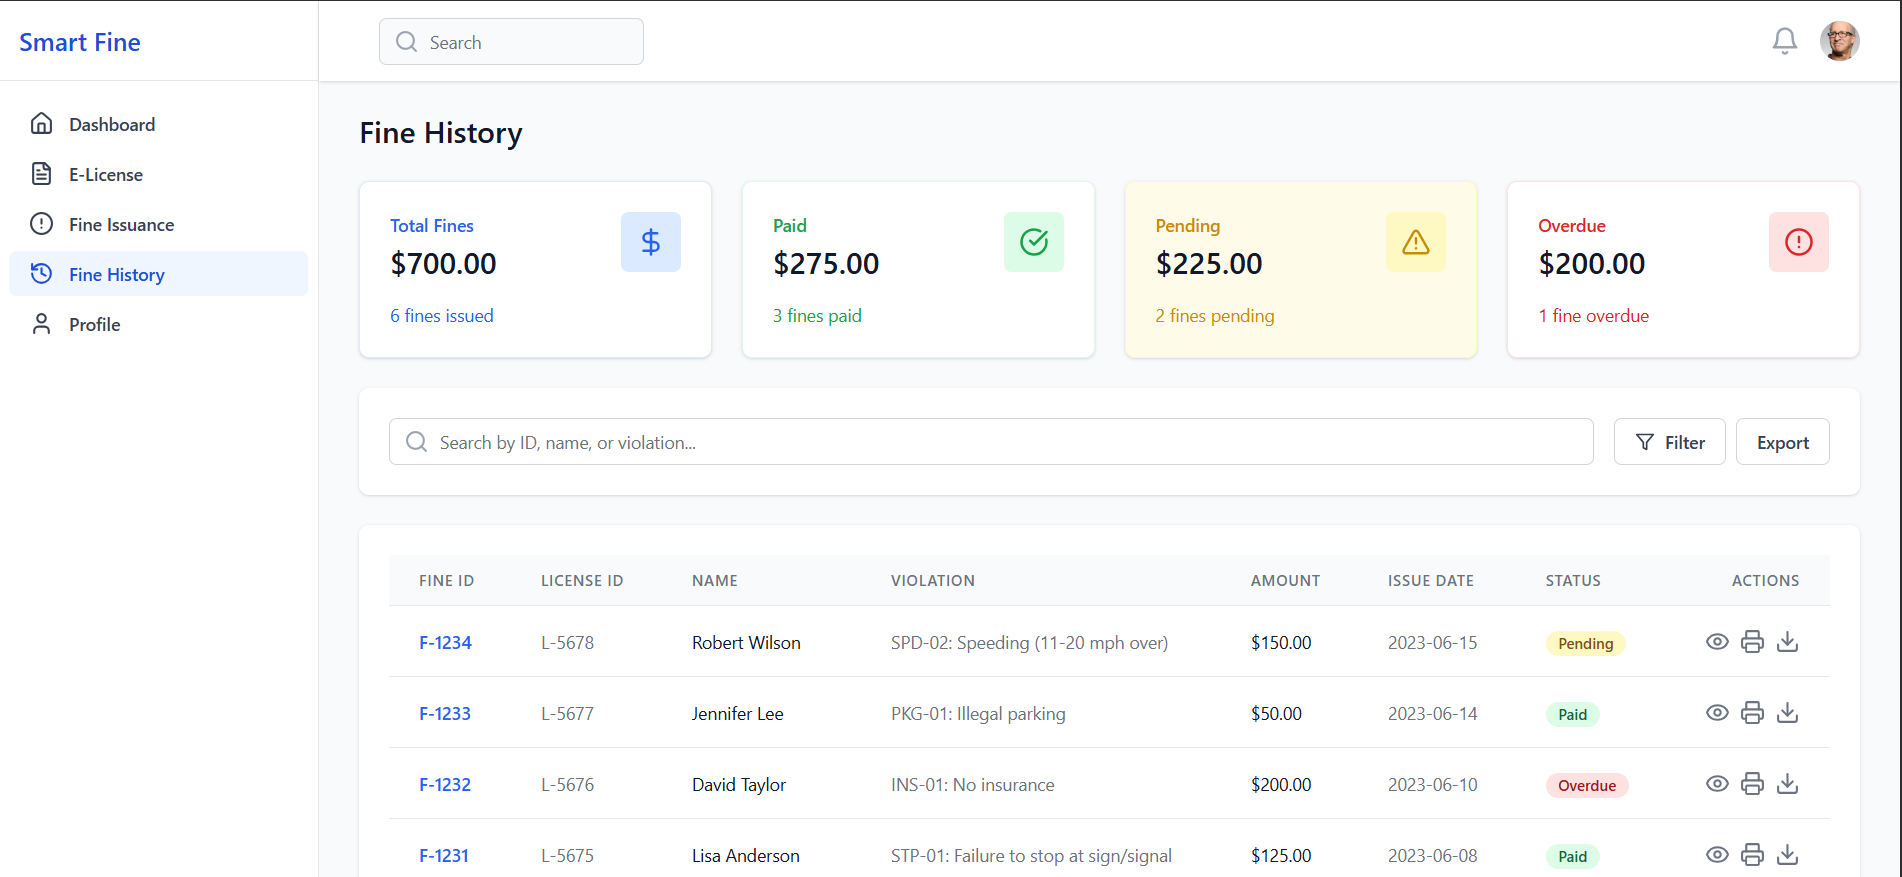 Smart Fine
Search
Dashboard
E-License
Fine Issuance
Fine History
Profile
Fine History
Total Fines
$700.00
6 fines issued
Paid
$275.00
3 fines paid
Pending
$225.00
2 fines pending
Overdue
$200.00
1 fine overdue
Search by ID, name, or violation...
Filter
Export
FINE ID LICENSE ID NAME VIOLATION AMOUNT ISSUE DATE STATUS ACTIONS
F-1234 L-5678 Robert Wilson SPD-02: Speeding (11-20 mph over) $150.00 2023-06-15 Pending
F-1233 L-5677 Jennifer Lee PKG-01: Illegal parking $50.00 2023-06-14 Paid
F-1232 L-5676 David Taylor INS-01: No insurance $200.00 2023-06-10 Overdue
F-1231 L-5675 Lisa Anderson STP-01: Failure to stop at sign/signal $125.00 2023-06-08 Paid